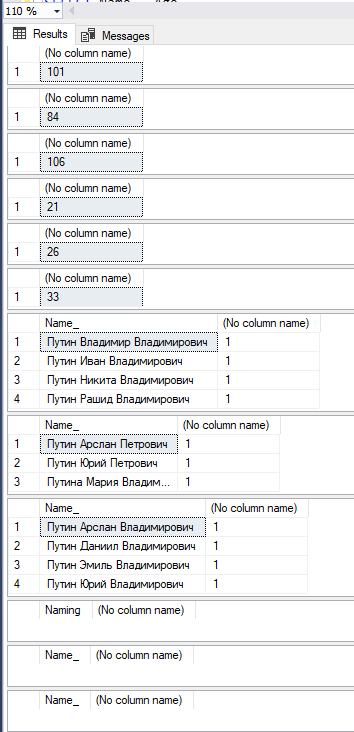 110 %
Results Messages
(No column name)
1 101
(No column name)
1 84
(No column name)
1 106
(No column name)
1 21
(No column name)
1 26
(No column name)
1 33
Name_ (No column name)
1 Путин Владимир Владимирович 1
2 Путин Иван Владимирович 1
3 Путин Никита Владимирович 1
4 Путин Рашид Владимирович 1
Name_ (No column name)
1 Путин Арслан Петрович 1
2 Путин Юрий Петрович 1
3 Путина Мария Владим... 1
Name_ (No column name)
1 Путин Арслан Владимирович 1
2 Путин Даниил Владимирович 1
3 Путин Эмиль Владимирович 1
4 Путин Юрий Владимирович 1
Naming (No column name)
Name_ (No column name)
Name_ (No column name)